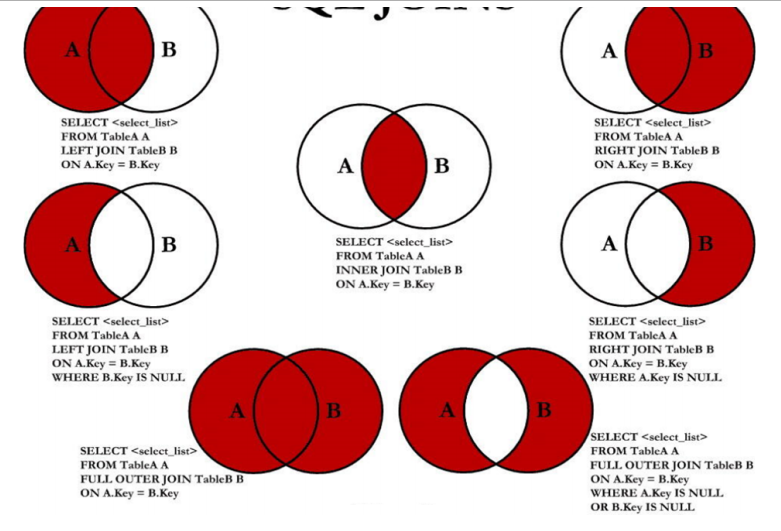 SQL JOINS
A B
SELECT <select_list>
FROM TableA A
LEFT JOIN TableB B
ON A.Key = B.Key
A B
SELECT <select_list>
FROM TableA A
RIGHT JOIN TableB B
ON A.Key = B.Key
A B
SELECT <select_list>
FROM TableA A
INNER JOIN TableB B
ON A.Key = B.Key
A B
SELECT <select_list>
FROM TableA A
LEFT JOIN TableB B
ON A.Key = B.Key
WHERE B.Key IS NULL
A B
SELECT <select_list>
FROM TableA A
RIGHT JOIN TableB B
ON A.Key = B.Key
WHERE A.Key IS NULL
A B
SELECT <select_list>
FROM TableA A
FULL OUTER JOIN TableB B
ON A.Key = B.Key
A B
SELECT <select_list>
FROM TableA A
FULL OUTER JOIN TableB B
ON A.Key = B.Key
WHERE A.Key IS NULL
OR B.Key IS NULL